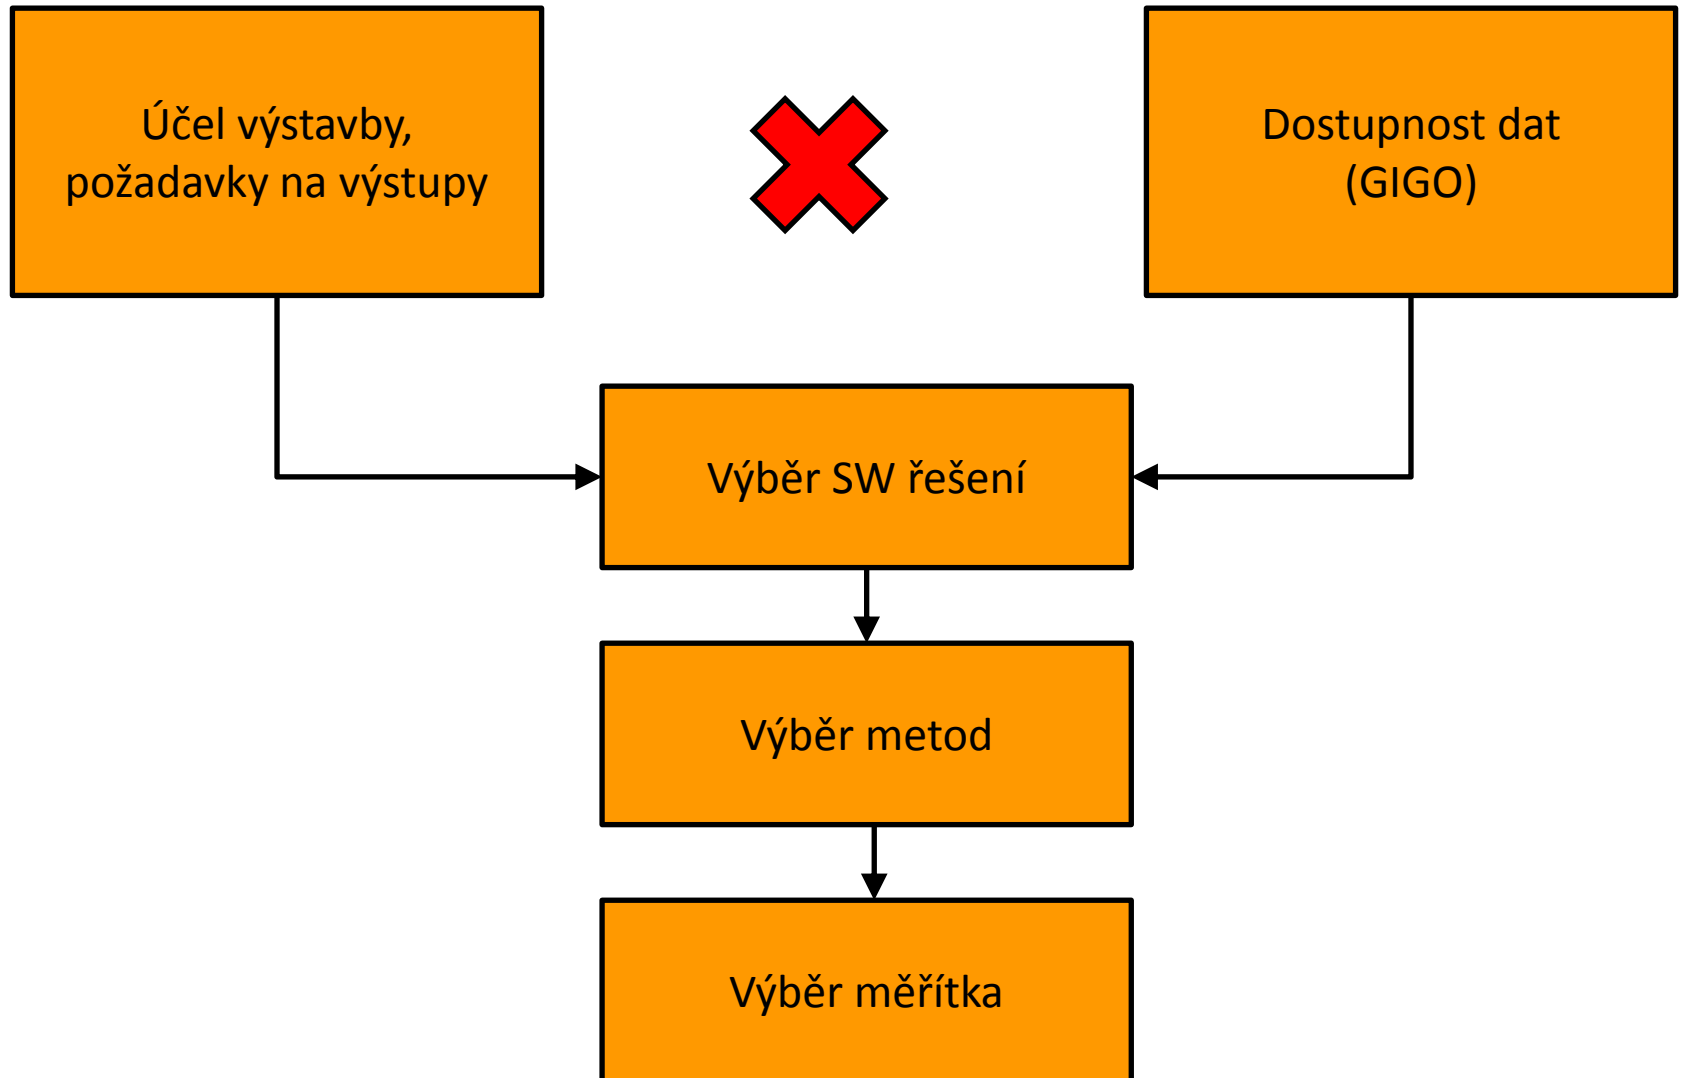 Účel výstavby,
požadavky na výstupy
Dostupnost dat
(GIGO)
Výběr SW řešení
Výběr metod
Výběr měřítka